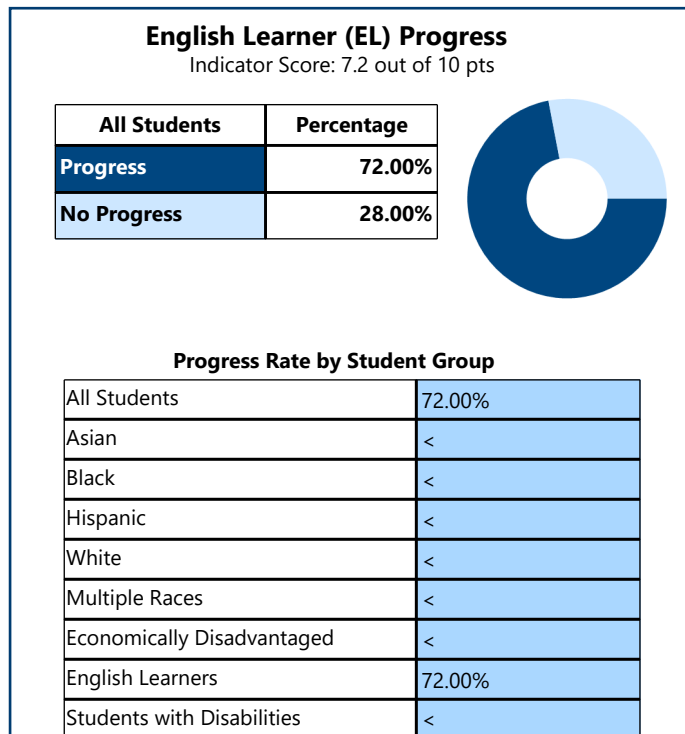 English Learner (EL) Progress
Indicator Score: 7.2 out of 10 pts
All Students Percentage
Progress 72.00%
No Progress 28.00%
Progress Rate by Student Group
All Students 72.00%
Asian <
Black <
Hispanic <
White <
Multiple Races <
Economically Disadvantaged <
English Learners 72.00%
Students with Disabilities <